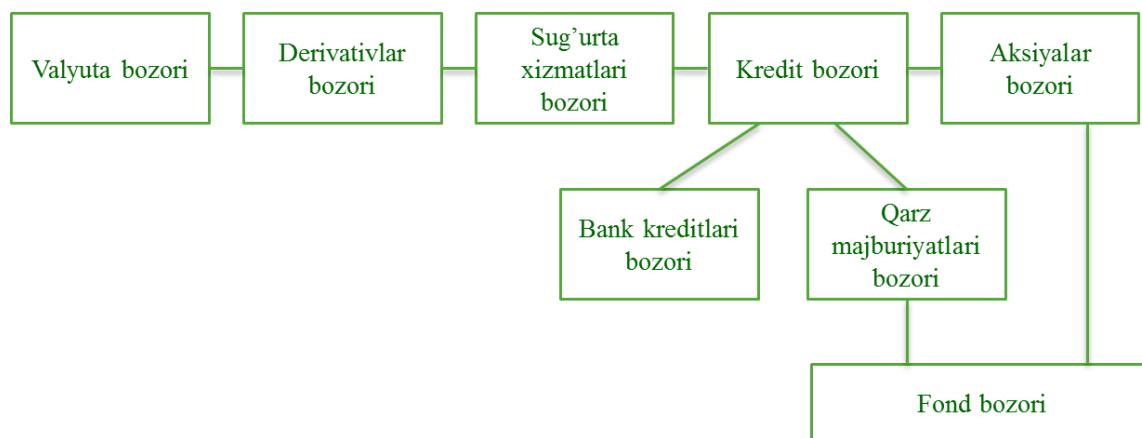 Valyuta bozori
Derivativlar
bozori
Sug’urta
xizmatlari
bozori
Kredit bozori
Aksiyalar
bozori
Bank kreditlari
bozori
Qarz
majburiyatlari
bozori
Fond bozori